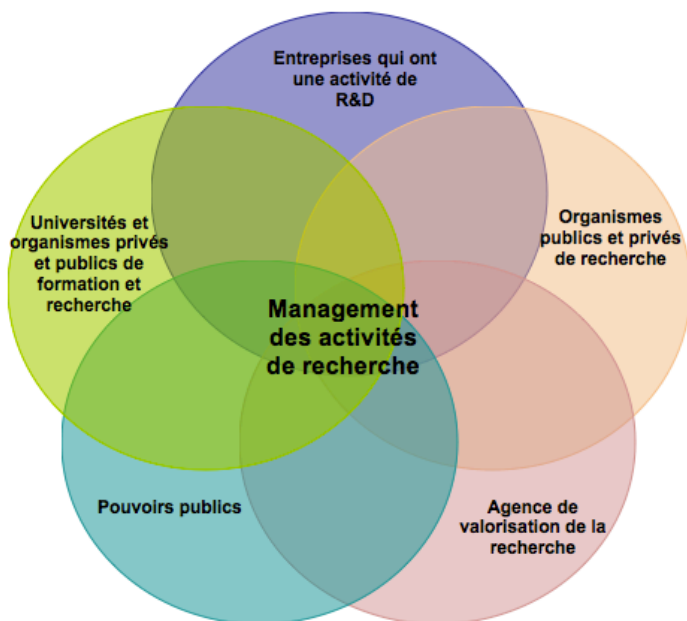 Entreprises qui ont
une activité de
R&D
Universités et
organismes privés
et publics de
formation et
recherche
Organismes
publics et privés
de recherche
Management
des activités
de recherche
Pouvoirs publics
Agence de
valorisation de la
recherche